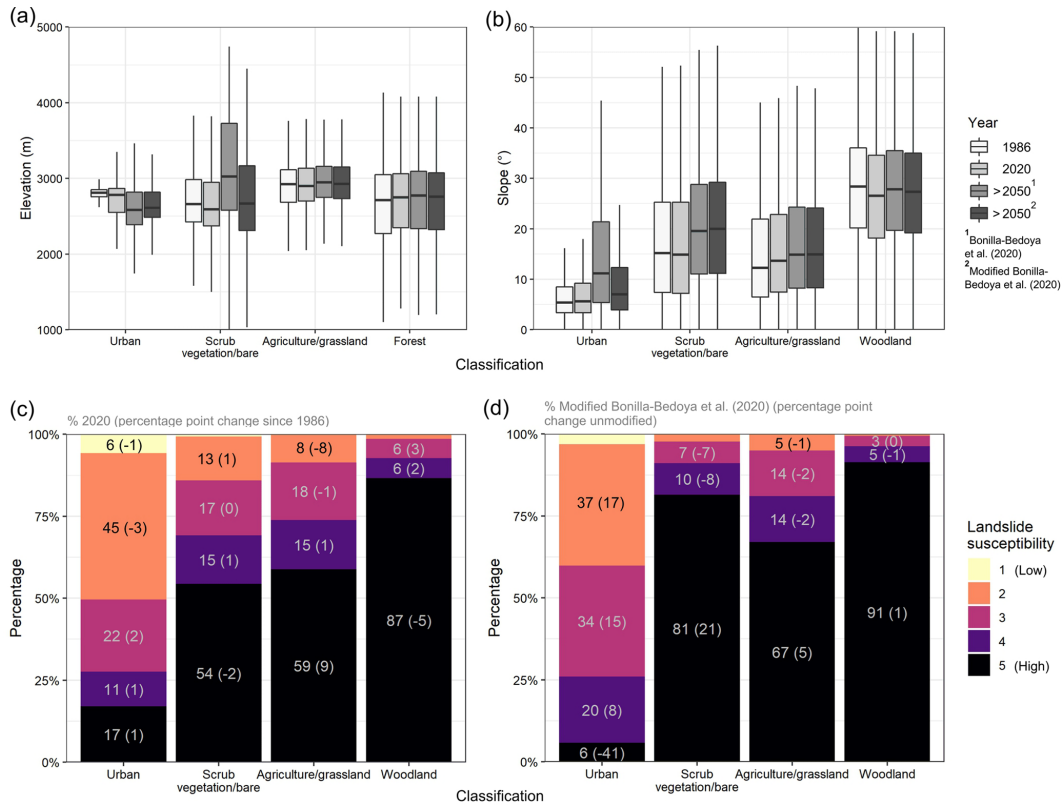 (a)
5000
4000
3000
2000
1000
Elevation (m)
Urban
Scrub
vegetation/bare
Agriculture/grassland
Forest
(b)
60
50
40
30
20
10
0
Slope (°)
Urban
Scrub
vegetation/bare
Agriculture/grassland
Woodland
Classification
Year
1986
2020
>2050¹
>2050²
¹Bonilla-Bedoya
et al. (2020)
²Modified Bonilla-
Bedoya et al. (2020)
(c)
% 2020 (percentage point change since 1986)
100%
75%
50%
25%
0%
Percentage
6 (-1)
45 (-3)
22 (2)
11 (1)
17 (1)
13 (1)
17 (0)
15 (1)
54 (-2)
8 (-8)
18 (-1)
15 (1)
59 (9)
6 (3)
6 (2)
87 (-5)
Urban
Scrub
vegetation/bare
Agriculture/grassland
Woodland
(d)
% Modified Bonilla-Bedoya et al. (2020) (percentage point
change unmodified)
100%
75%
50%
25%
0%
Percentage
37 (17)
34 (15)
20 (8)
6 (-41)
7 (-7)
10 (-8)
81 (21)
5 (-1)
14 (-2)
14 (-2)
67 (5)
3 (0)
5 (-1)
91 (1)
Urban
Scrub
vegetation/bare
Agriculture/grassland
Woodland
Classification
Landslide
susceptibility
1 (Low)
2
3
4
5 (High)